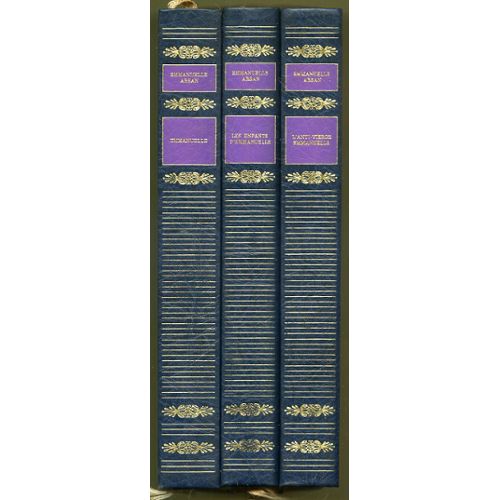 EMMANUELLE
ARSAN
EMMANUELLE
EMMANUELLE
ARSAN
LES ENFANTS
D'EMMANUELLE
EMMANUELLE
ARSAN
L'ANTI-VIERGE
EMMANUELLE